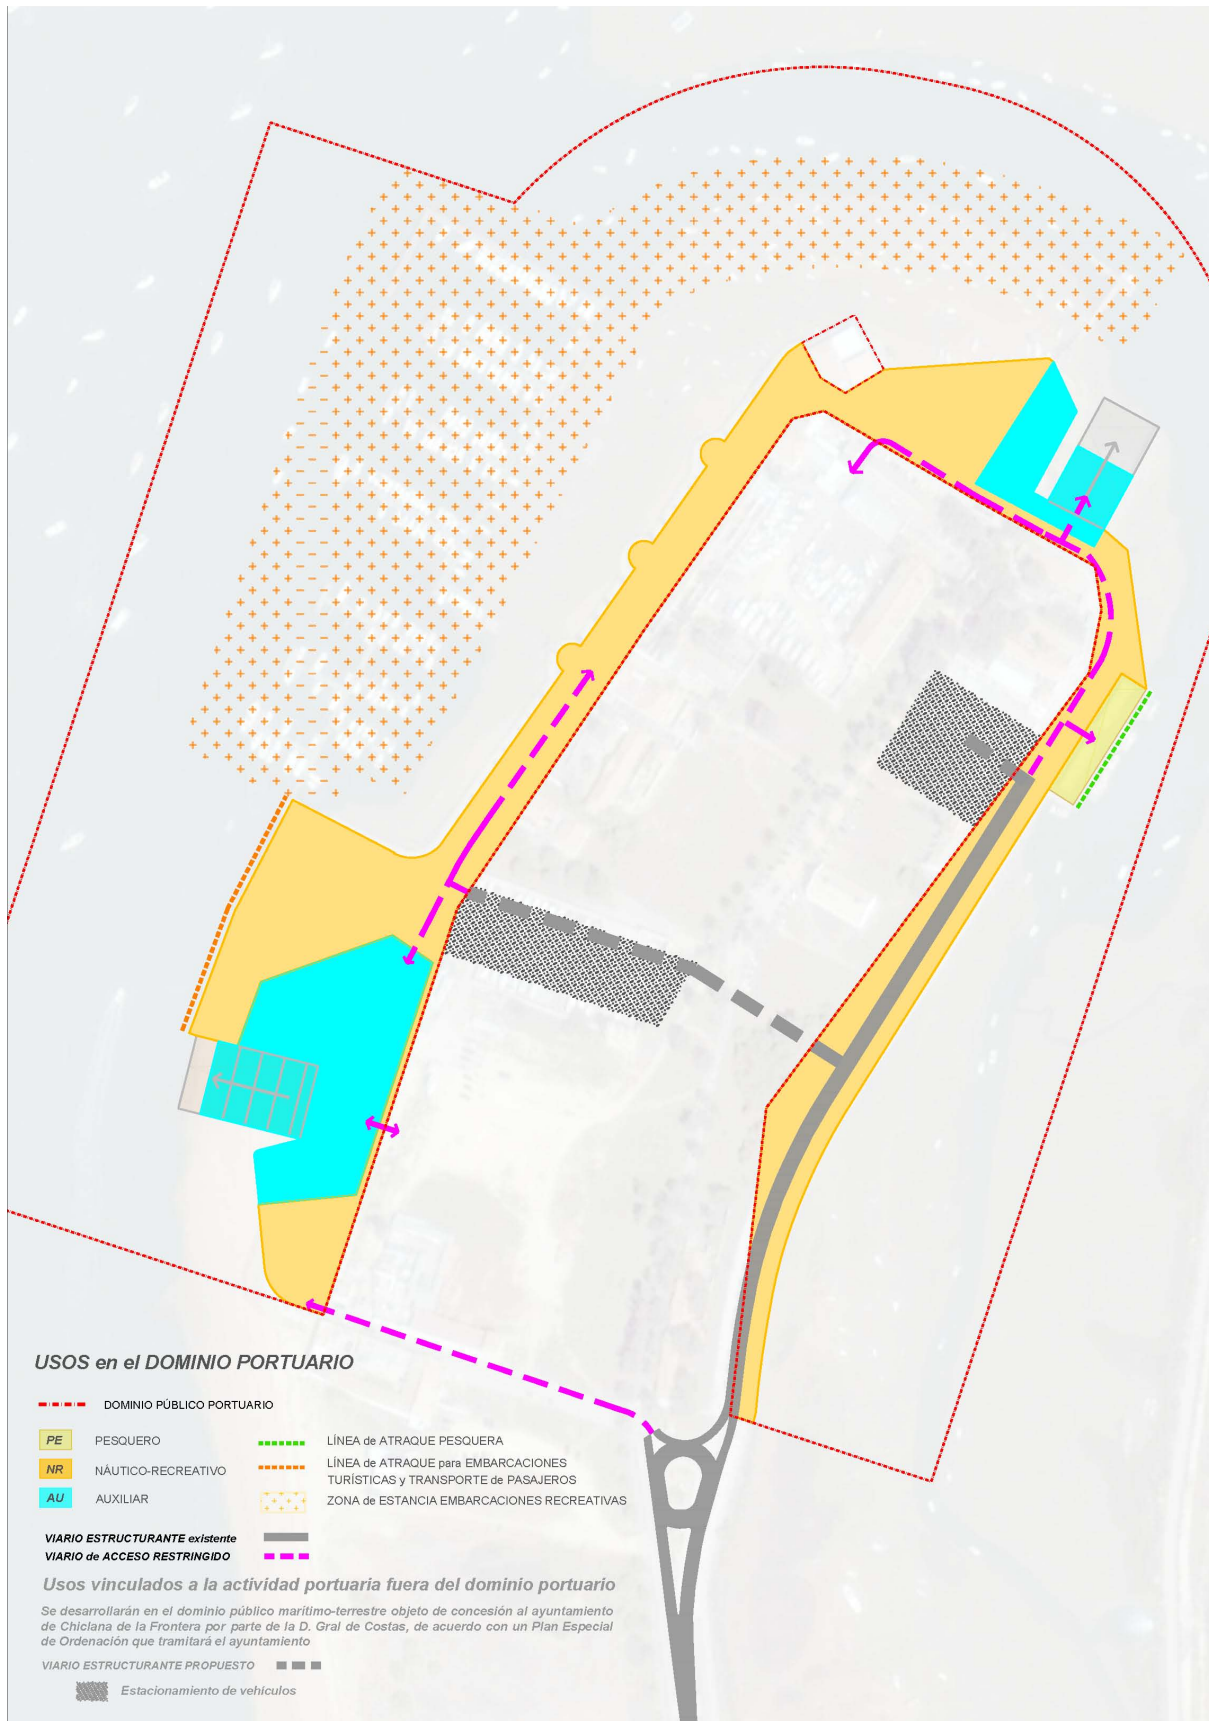 USOS en el DOMINIO PORTUARIO
DOMINIO PÚBLICO PORTUARIO
PE PESQUERO
NR NÁUTICO-RECREATIVO
AU AUXILIAR
LÍNEA de ATRAQUE PESQUERA
LÍNEA de ATRAQUE para EMBARCACIONES
TURÍSTICAS y TRANSPORTE de PASAJEROS
ZONA de ESTANCIA EMBARCACIONES RECREATIVAS
VIARIO ESTRUCTURANTE existente
VIARIO de ACCESO RESTRINGIDO
Usos vinculados a la actividad portuaria fuera del dominio portuario
Se desarrollarán en el dominio público marítimo-terrestre objeto de concesión al ayuntamiento
de Chiclana de la Frontera por parte de la D. Gral de Costas, de acuerdo con un Plan Especial
de Ordenación que tramitará el ayuntamiento
VIARIO ESTRUCTURANTE PROPUESTO
Estacionamiento de vehículos